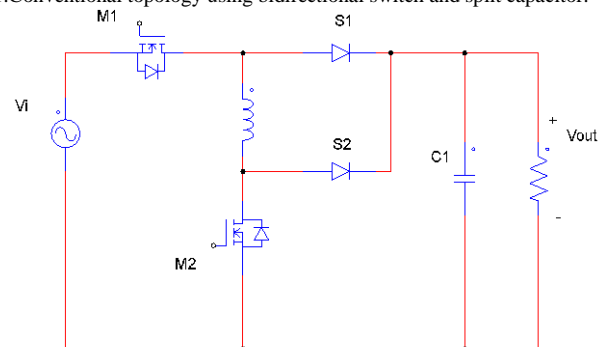 .Conventional topology using bidirectional switch and split capacitor.
M1
S1
Vi
S2
C1
+
Vout
-
M2